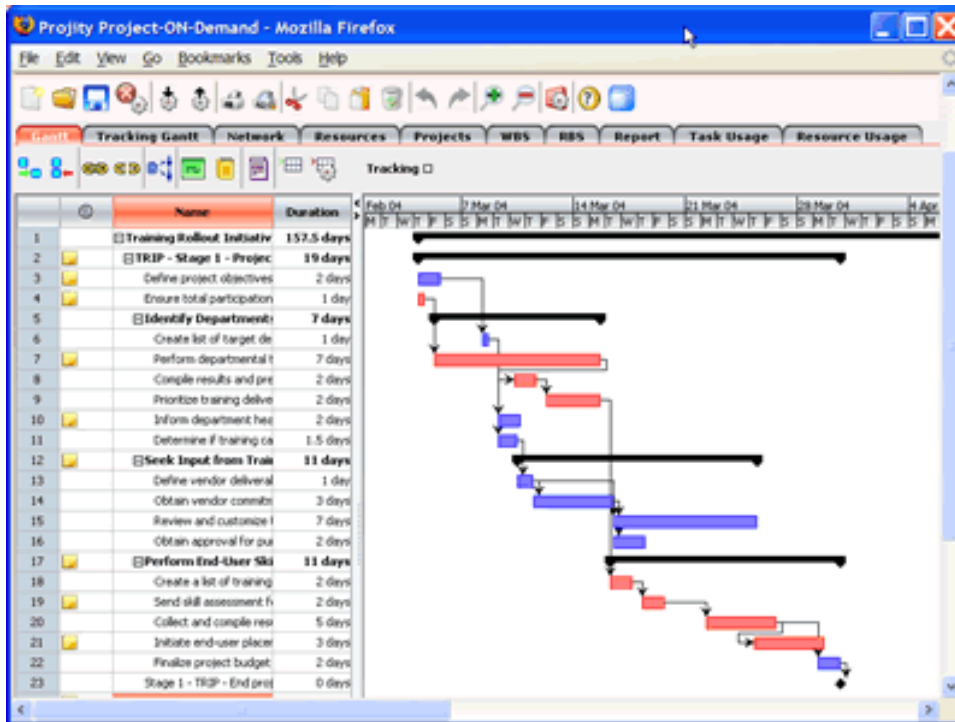 Projity Project-ON-Demand - Mozilla Firefox
File Edit View Go Bookmarks Tools Help
Gantt Tracking Gantt Network Resources Projects WBS RBS Report Task Usage Resource Usage
Tracking
Name Duration Feb 04 7 Mar 04 14 Mar 04 21 Mar 04 28 Mar 04 4 Apr
M T W T F S S M T W T F S S M T W T F S S M T W T F S S M T W T F S S M
1 Training Rollout Initiativ 157.5 days
2 TRIP - Stage 1 - Projec 19 days
3 Define project objectives 2 days
4 Ensure total participation 1 day
5 Identify Departments 7 days
6 Create list of target de 1 day
7 Perform departmental t 7 days
8 Compile results and pre 2 days
9 Prioritize training delive 2 days
10 Inform department hea 2 days
11 Determine if training ca 1.5 days
12 Seek Input from Train 11 days
13 Define vendor deliveral 1 day
14 Obtain vendor commitm 3 days
15 Review and customize 7 days
16 Obtain approval for pur 2 days
17 Perform End-User Ski 11 days
18 Create a list of training 2 days
19 Send skill assessment f 2 days
20 Collect and compile resu 5 days
21 Initiate end-user placer 3 days
22 Finalize project budget 2 days
23 Stage 1 - TRIP - End proj 0 days